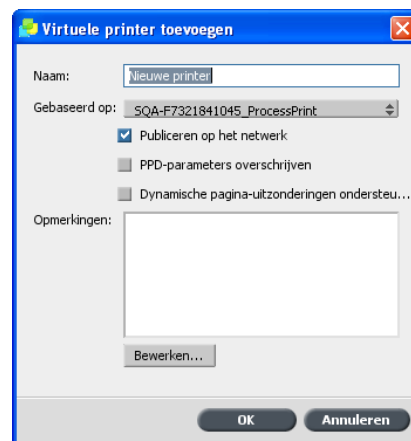 Virtuele printer toevoegen
Naam: Nieuwe printer
Gebaseerd op: SQA-F7321841045_ProcessPrint
Publiceren op het netwerk
PPD-parameters overschrijven
Dynamische pagina-uitzonderingen ondersteu...
Opmerkingen:
Bewerken...
OK Annuleren